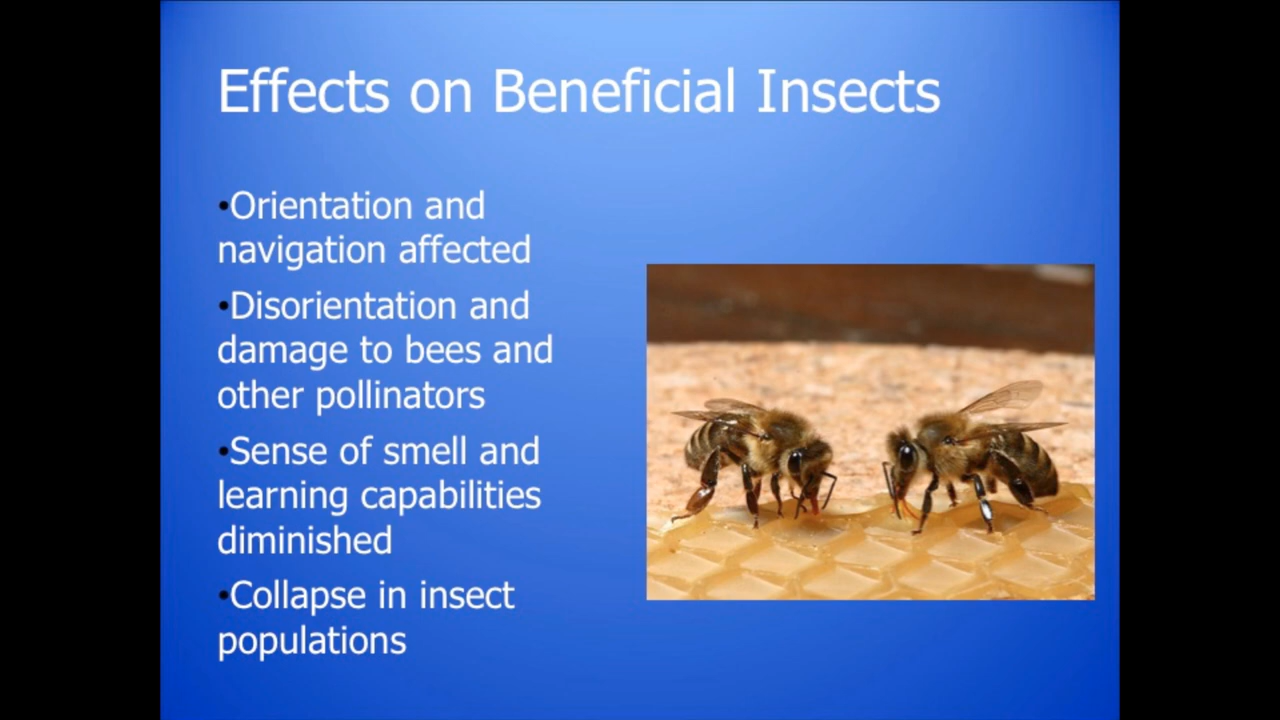 Effects on Beneficial Insects
•Orientation and
navigation affected
•Disorientation and
damage to bees and
other pollinators
•Sense of smell and
learning capabilities
diminished
•Collapse in insect
populations